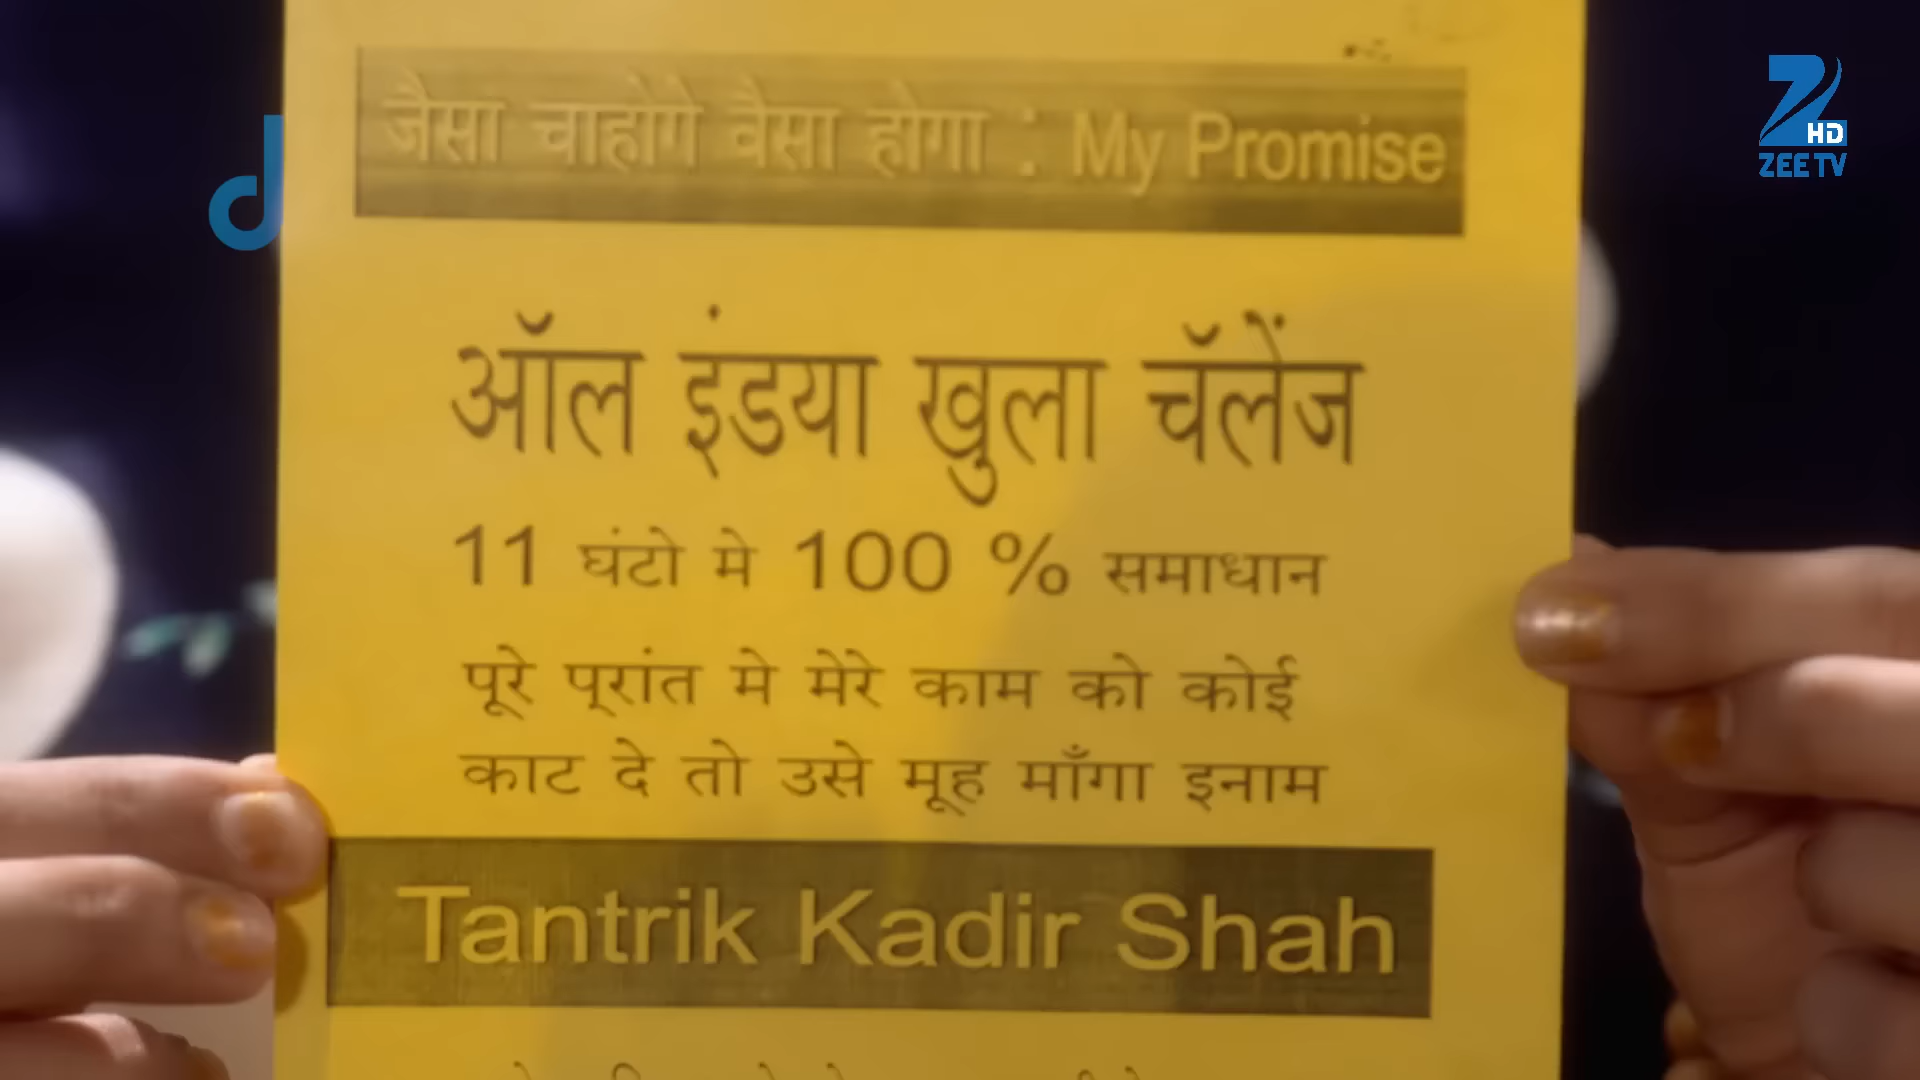 जैसा चाहोगे वैसा होगा : My Promise
ऑल इंडया खुला चॅलेंज
11 घंटो मे 100 % समाधान
पूरे प्रांत मे मेरे काम को कोई
काट दे तो उसे मूह माँगा इनाम
Tantrik Kadir Shah
Z HD
ZEE TV
d